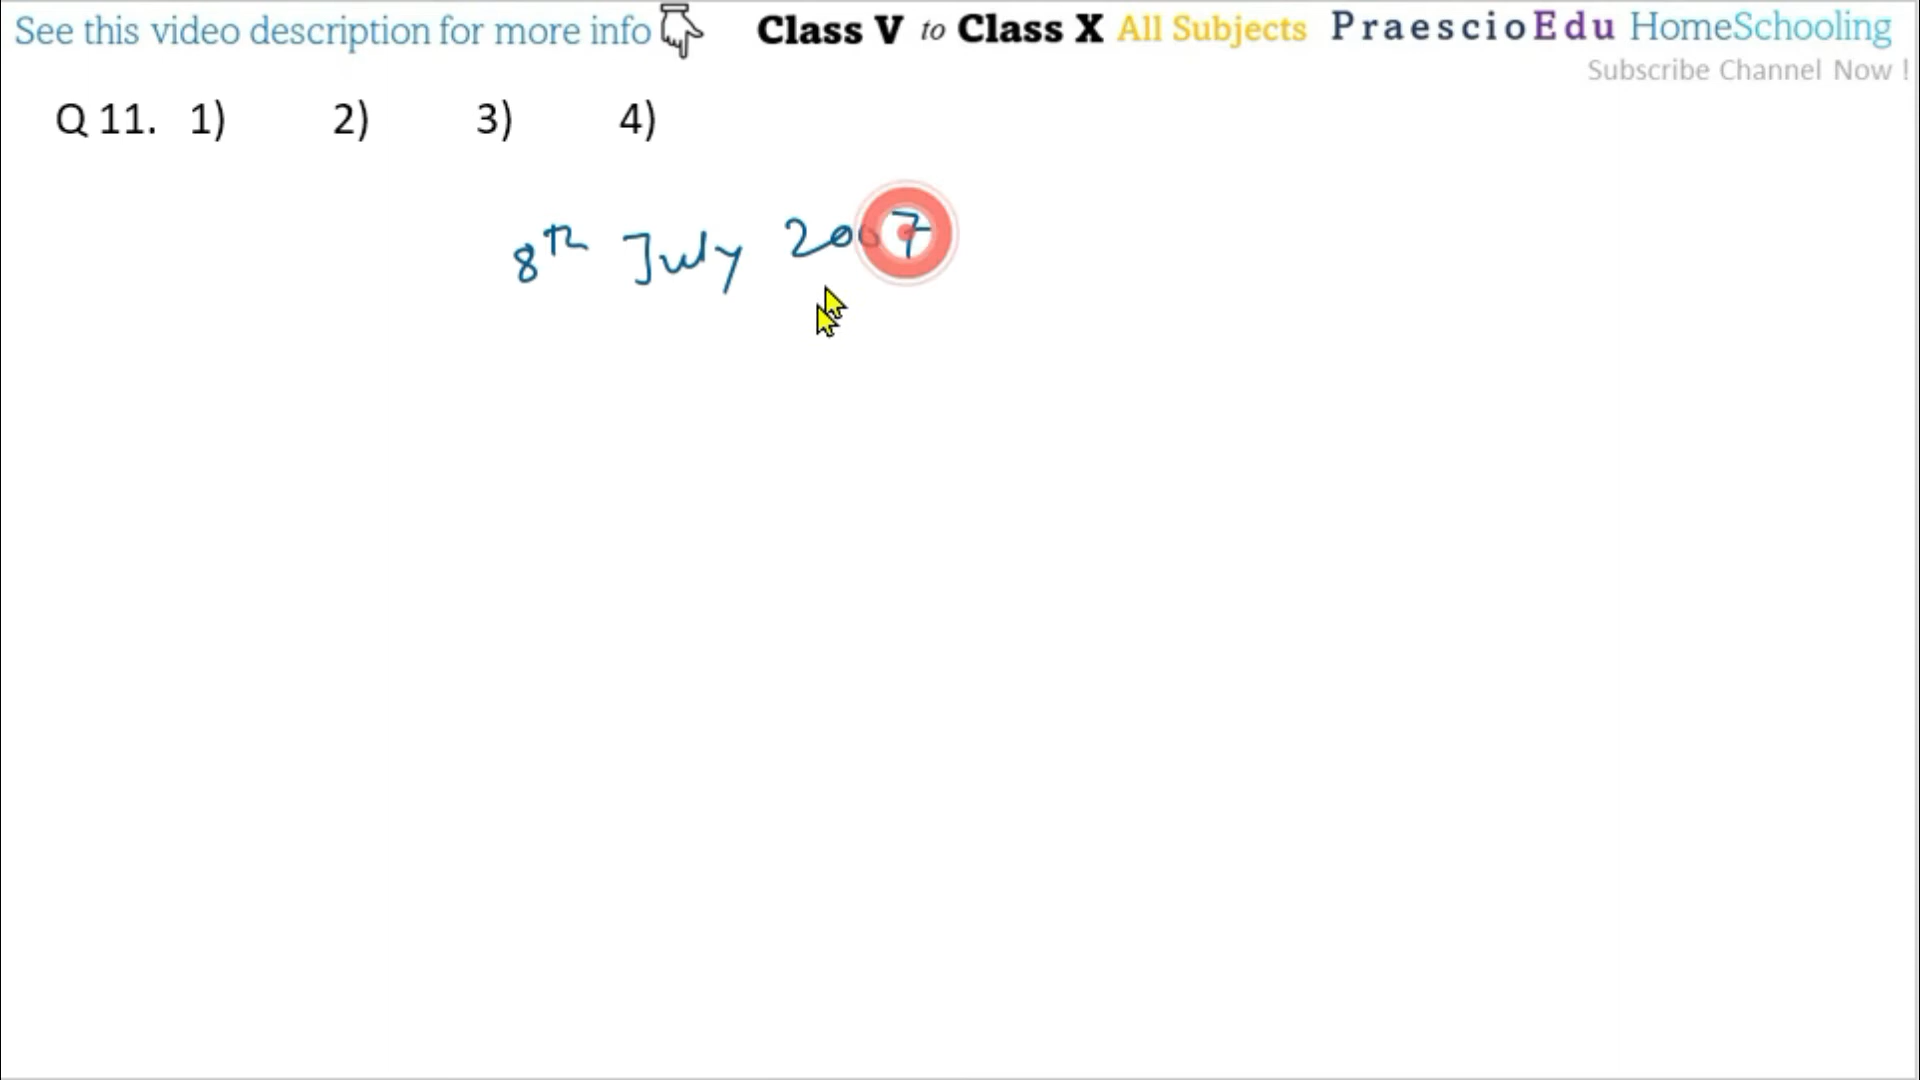 See this video description for more info Class V to Class X All Subjects PraescioEdu HomeSchooling
Subscribe Channel Now !
Q 11. 1) 2) 3) 4)
8th July 2007